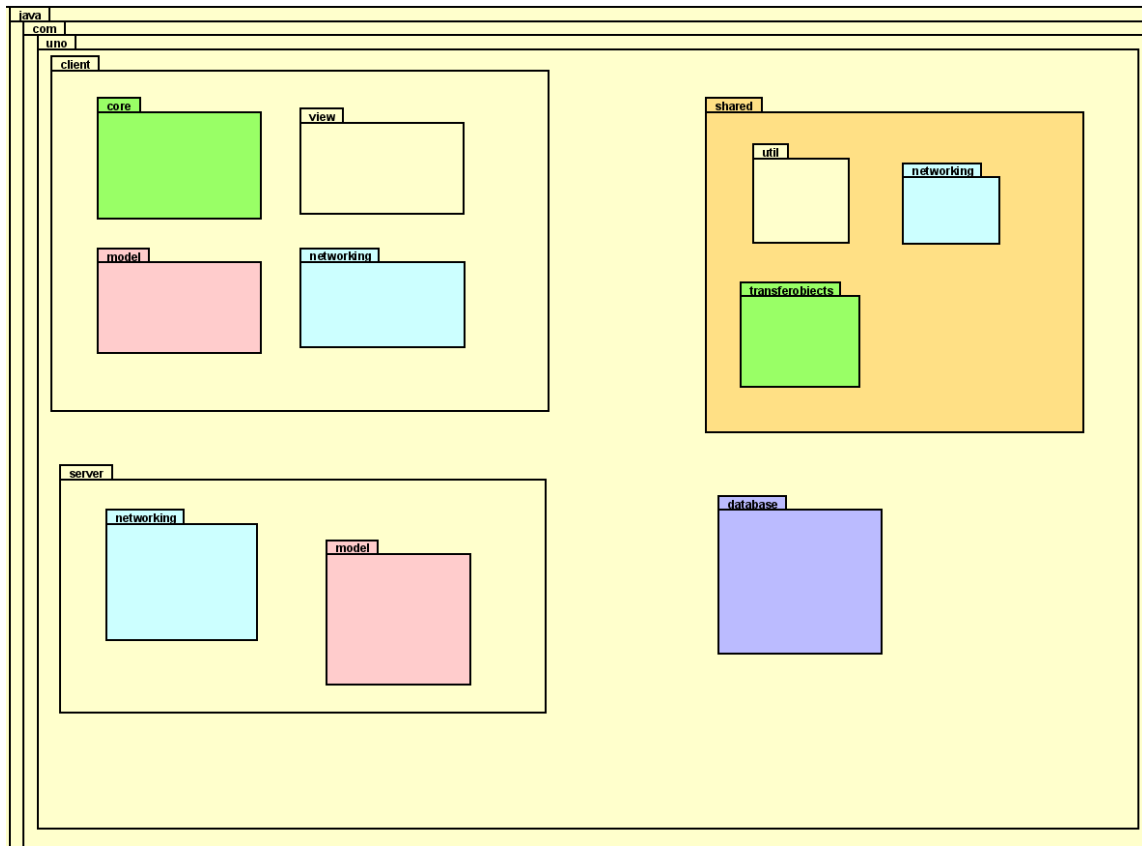 java
com
uno
client
core
view
model
networking
shared
util
networking
transferobjects
server
networking
model
database